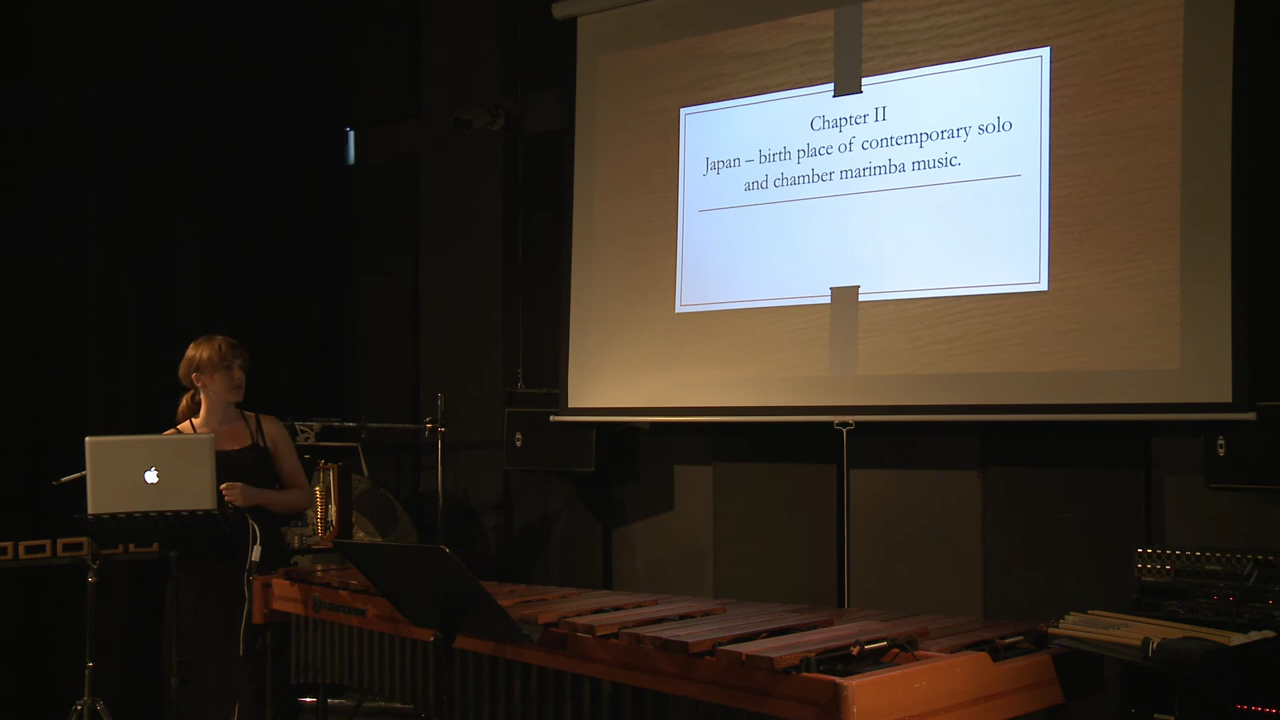 Chapter II
Japan – birth place of contemporary solo
and chamber marimba music.